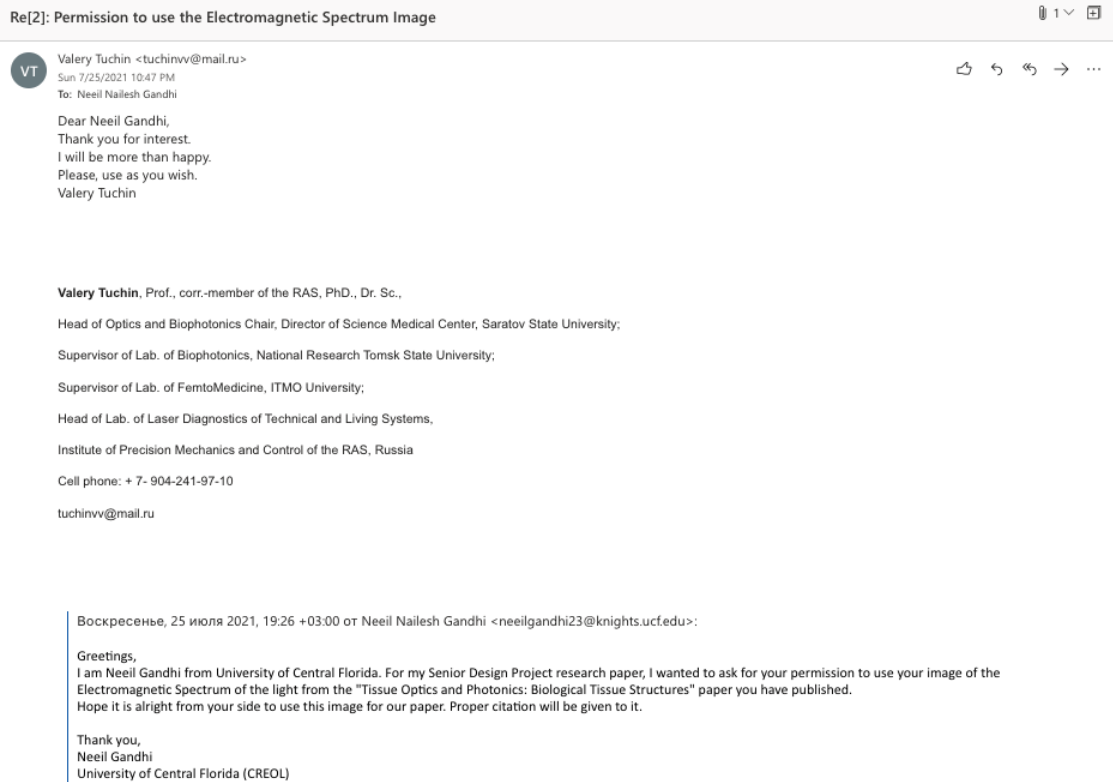 Re[2]: Permission to use the Electromagnetic Spectrum Image
1
VT
Valery Tuchin <tuchinvv@mail.ru>
Sun 7/25/2021 10:47 PM
To: Neeil Nailesh Gandhi
Dear Neeil Gandhi,
Thank you for interest.
I will be more than happy.
Please, use as you wish.
Valery Tuchin
Valery Tuchin, Prof., corr.-member of the RAS, PhD., Dr. Sc.,
Head of Optics and Biophotonics Chair, Director of Science Medical Center, Saratov State University;
Supervisor of Lab. of Biophotonics, National Research Tomsk State University;
Supervisor of Lab. of FemtoMedicine, ITMO University;
Head of Lab. of Laser Diagnostics of Technical and Living Systems,
Institute of Precision Mechanics and Control of the RAS, Russia
Cell phone: + 7- 904-241-97-10
tuchinvv@mail.ru
Воскресенье, 25 июля 2021, 19:26 +03:00 от Neeil Nailesh Gandhi <neeilgandhi23@knights.ucf.edu>:
Greetings,
I am Neeil Gandhi from University of Central Florida. For my Senior Design Project research paper, I wanted to ask for your permission to use your image of the
Electromagnetic Spectrum of the light from the "Tissue Optics and Photonics: Biological Tissue Structures" paper you have published.
Hope it is alright from your side to use this image for our paper. Proper citation will be given to it.
Thank you,
Neeil Gandhi
University of Central Florida (CREOL)